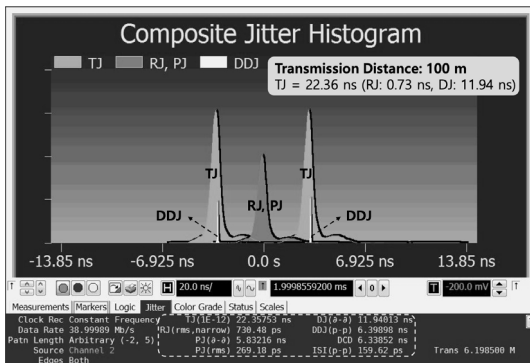 Composite Jitter Histogram
TJ RJ, PJ DDJ
Transmission Distance: 100 m
TJ = 22.36 ns (RJ: 0.73 ns, DJ: 11.94 ns)
TJ TJ
RJ, PJ
DDJ DDJ
-13.85 ns -6.925 ns 0.0 s 6.925 ns 13.85 ns
H 20.0 ns/ 1.9998559200 ms 0 T -200.0 mV
Measurements Markers Logic Jitter Color Grade Status Scales
Clock Rec Constant Frequency TJ(1E-12) 22.35753 ns DJ(∂-∂) 11.94013 ns
Data Rate 38.99989 Mb/s RJ(rms,narrow) 730.48 ps DDJ(p-p) 6.39898 ns
Path Length Arbitrary (-2, 5) PJ(∂-∂) 5.83216 ns DCD 6.33852 ns
Source Channel 2 PJ(rms) 269.18 ps ISI(p-p) 159.62 ps Trans 6.198500 M
Edges Both